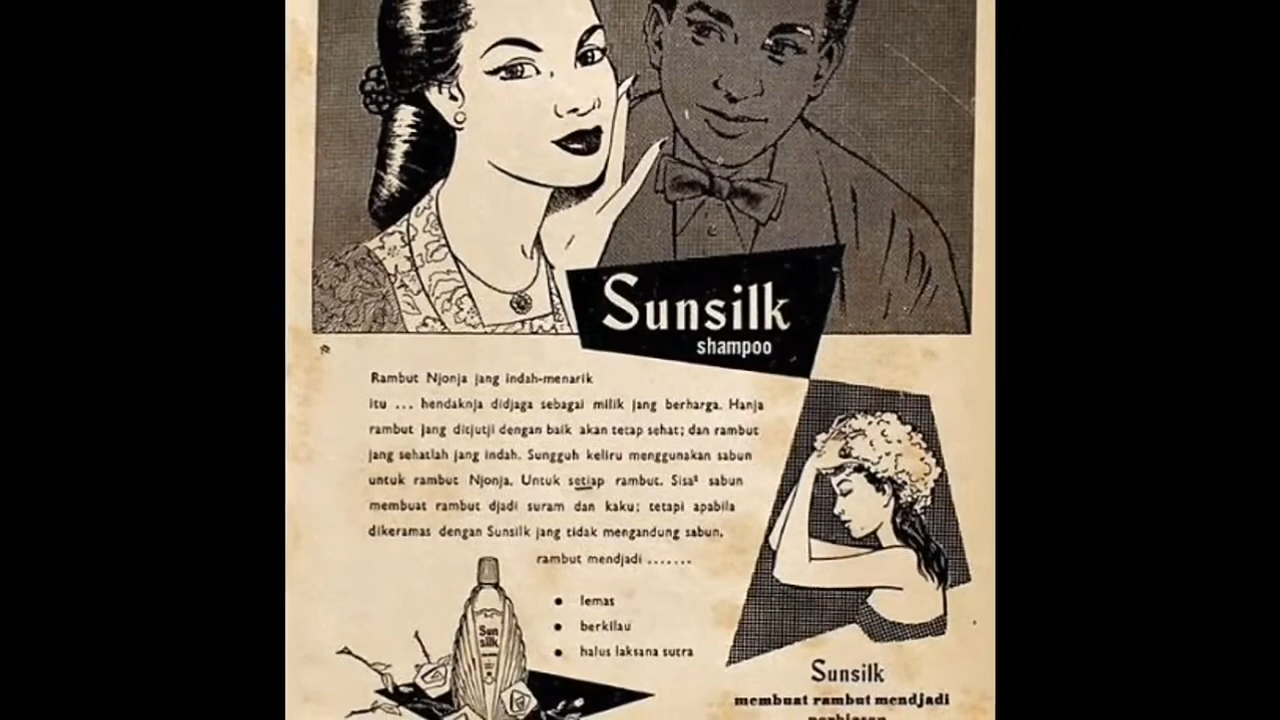 Sunsilk
shampoo
Rambut Njonja jang indah-menarik
itu ... hendaknja didjaga sebagai milik jang berharga. Hanja
rambut jang ditjutji dengan baik akan tetap sehat; dan rambut
jang sehatlah jang indah. Sungguh keliru menggunakan sabun
untuk rambut Njonja. Untuk setiap rambut. Sisa² sabun
membuat rambut djadi suram dan kaku; tetapi apabila
dikeramas dengan Sunsilk jang tidak mengandung sabun.
rambut mendjadi .......
• lemas
• berkilau
• halus laksana sutra
Sun
silk
Sunsilk
membuat rambut mendjadi